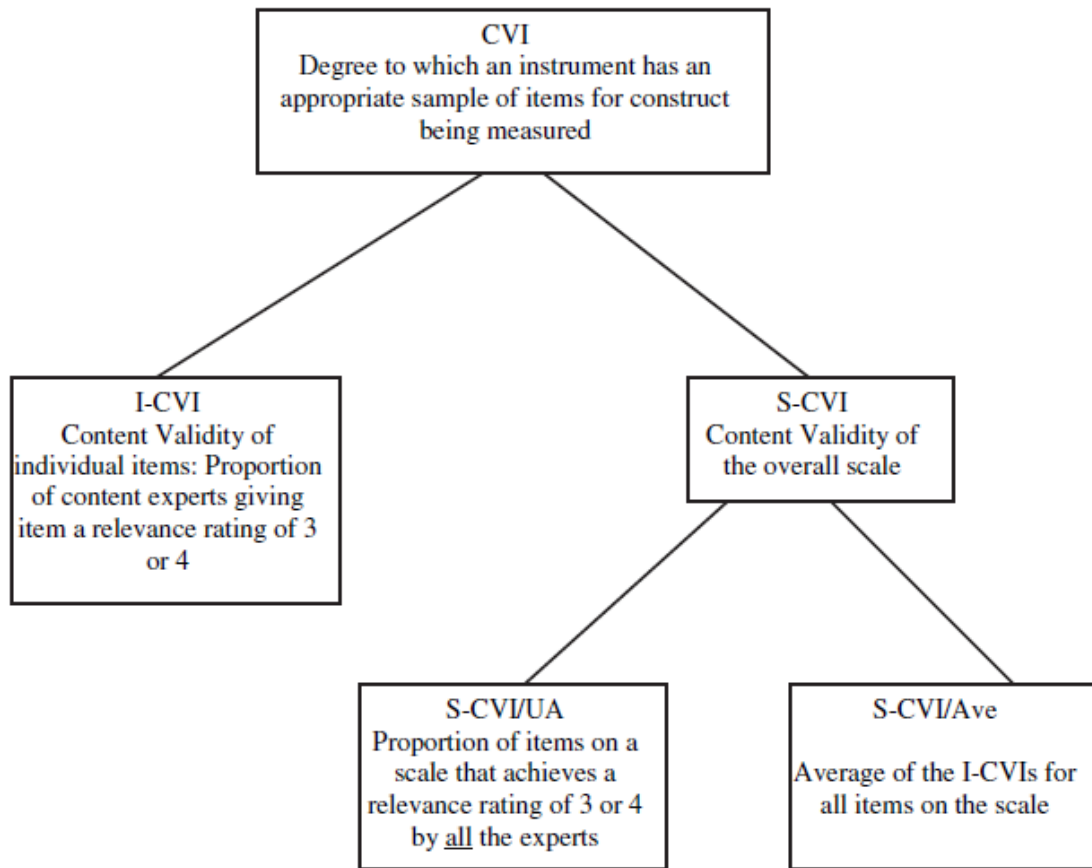 CVI
Degree to which an instrument has an
appropriate sample of items for construct
being measured
I-CVI
Content Validity of
individual items: Proportion
of content experts giving
item a relevance rating of 3
or 4
S-CVI
Content Validity of
the overall scale
S-CVI/UA
Proportion of items on a
scale that achieves a
relevance rating of 3 or 4
by all the experts
S-CVI/Ave
Average of the I-CVIs for
all items on the scale